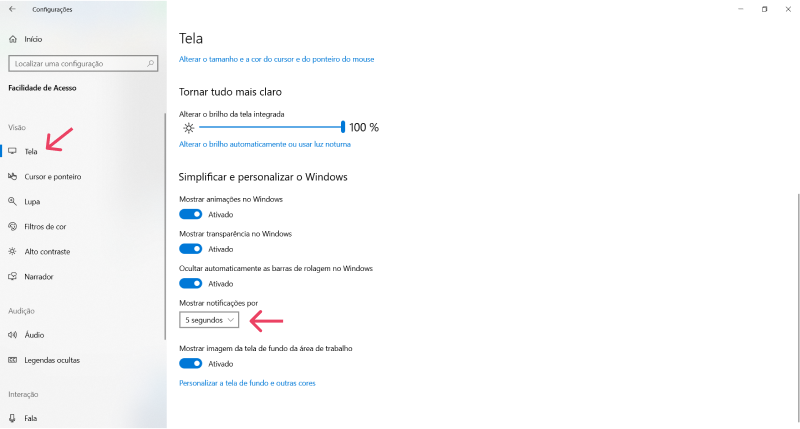 Configurações
Início
Localizar uma configuração
Facilidade de Acesso
Visão
Tela
Cursor e ponteiro
Lupa
Filtros de cor
Alto contraste
Narrador
Audição
Áudio
Legendas ocultas
Interação
Fala
Tela
Alterar o tamanho e a cor do cursor e do ponteiro do mouse
Tornar tudo mais claro
Alterar o brilho da tela integrada
100 %
Alterar o brilho automaticamente ou usar luz noturna
Simplificar e personalizar o Windows
Mostrar animações no Windows
Ativado
Mostrar transparência no Windows
Ativado
Ocultar automaticamente as barras de rolagem no Windows
Ativado
Mostrar notificações por
5 segundos
Mostrar imagem da tela de fundo da área de trabalho
Ativado
Personalizar a tela de fundo e outras cores